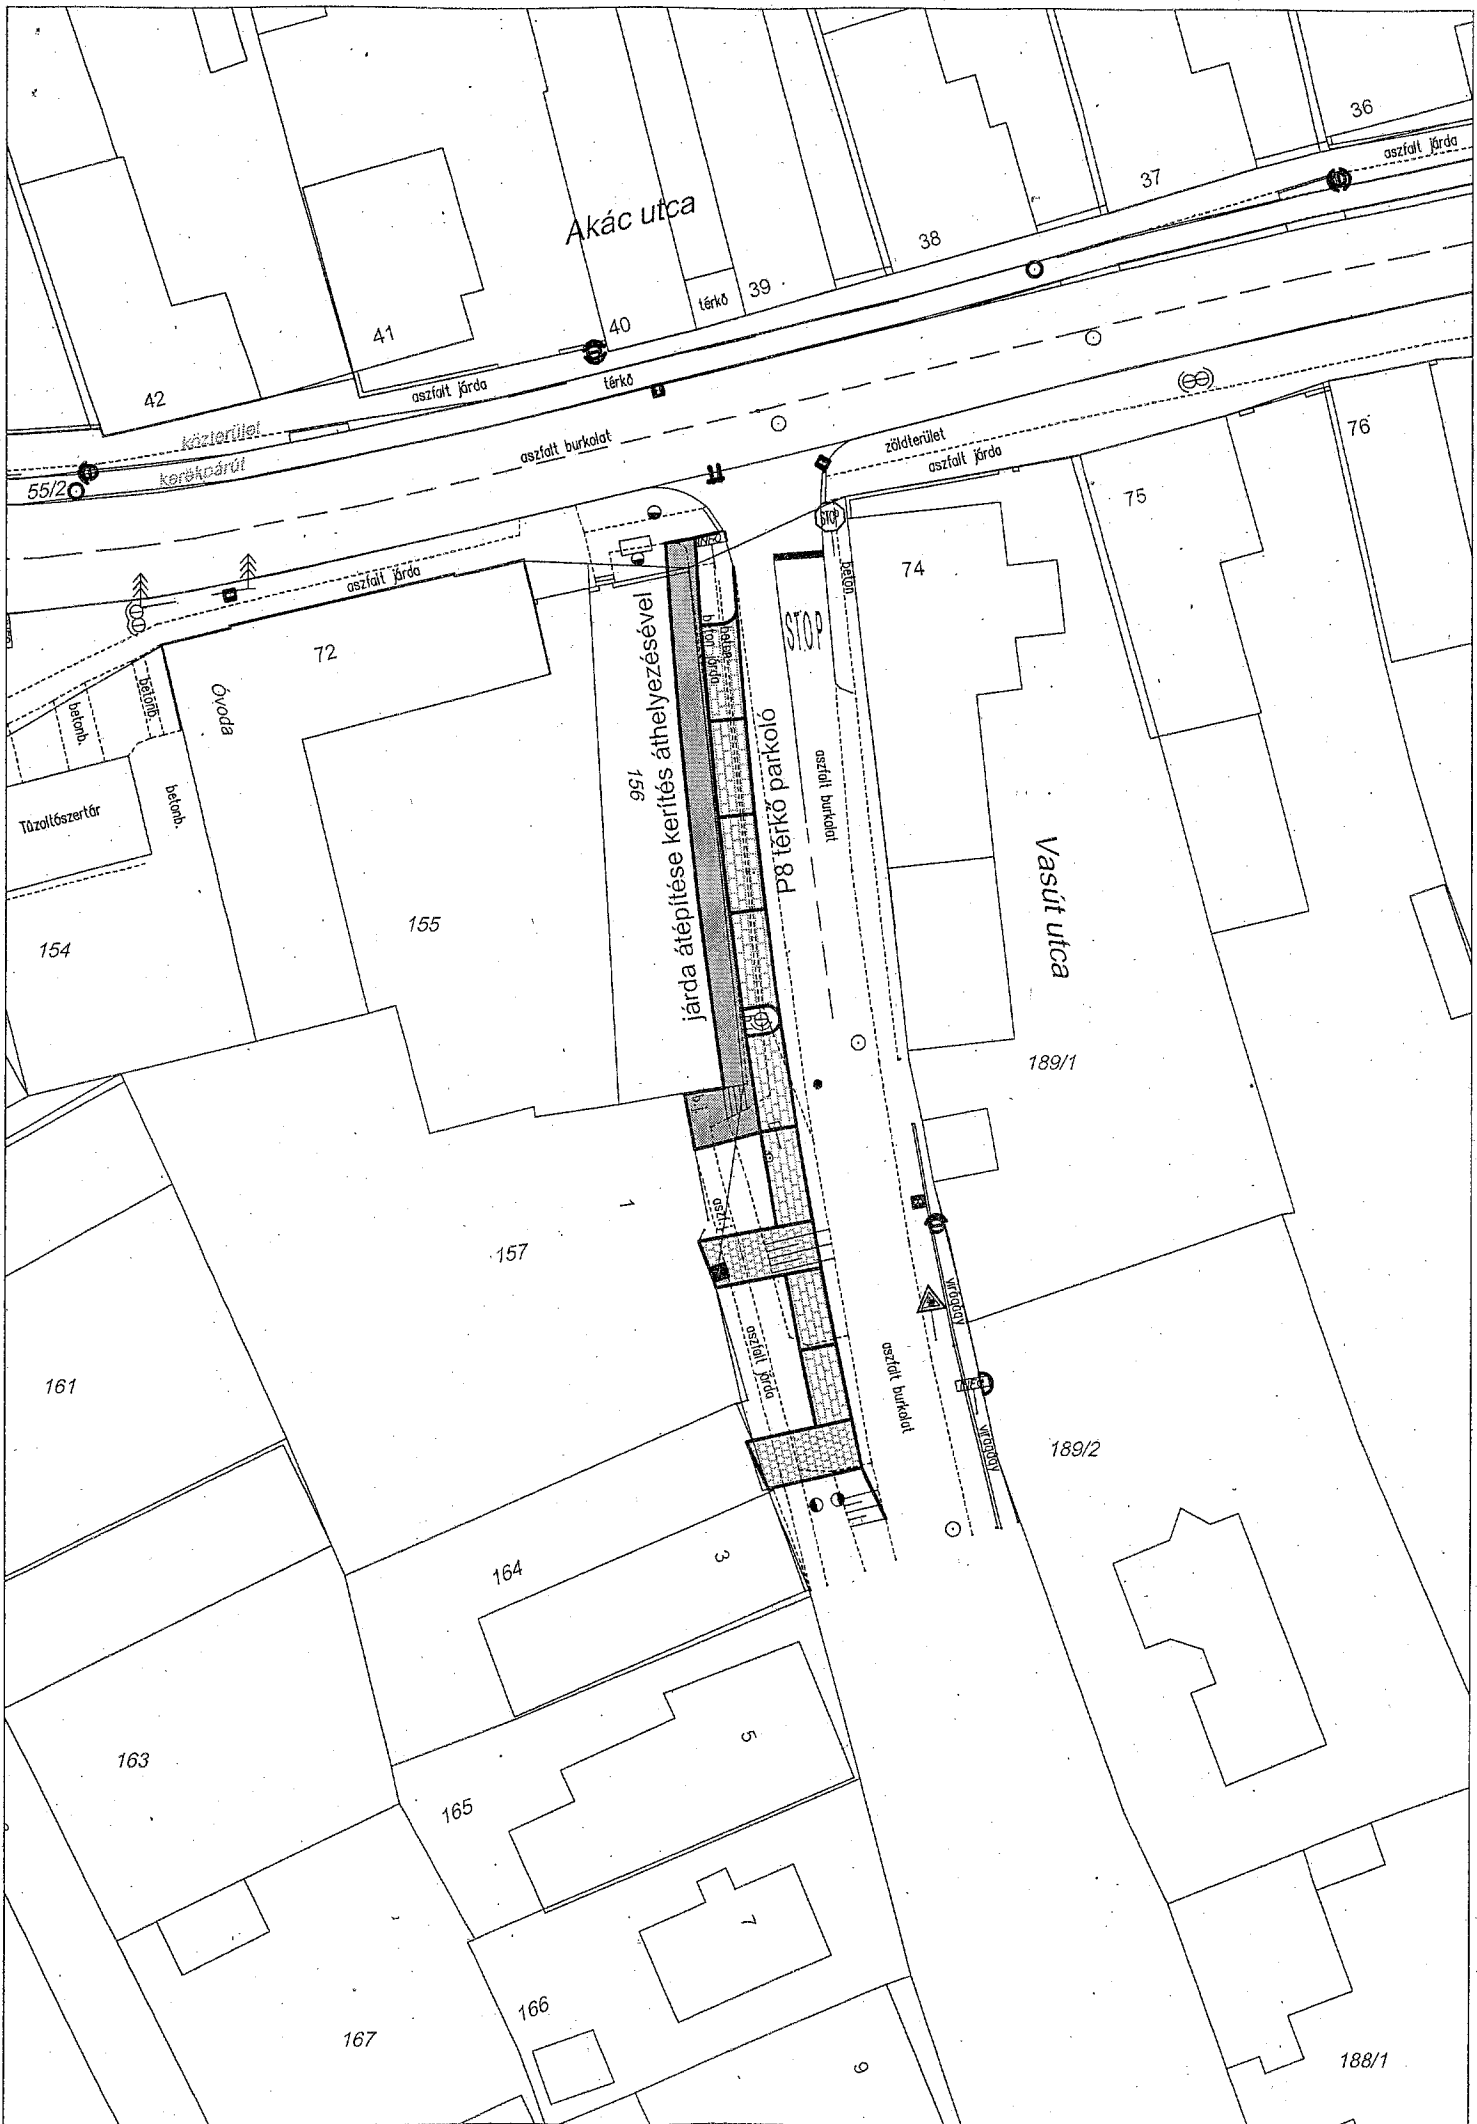 36
aszfalt járda
37
Akác utca
38
39
térkő
40
41
aszfalt járda
térkő
42
közterület
kerékpárút
55/2
aszfalt burkolat
zöldterület
aszfalt járda
76
75
STOP
INFO
aszfalt járda
74
beton
72
STOP
járda átépítése kerítés áthelyezésével
P8 térkő parkoló
aszfalt burkolat
156
Óvoda
betonb.
betonb.
betonb.
Tűzoltószertár
154
155
Vasút utca
189/1
1
157
virágágy
aszfalt járda
aszfalt burkolat
virágágy
161
189/2
164
3
163
165
5
7
166
167
9
188/1